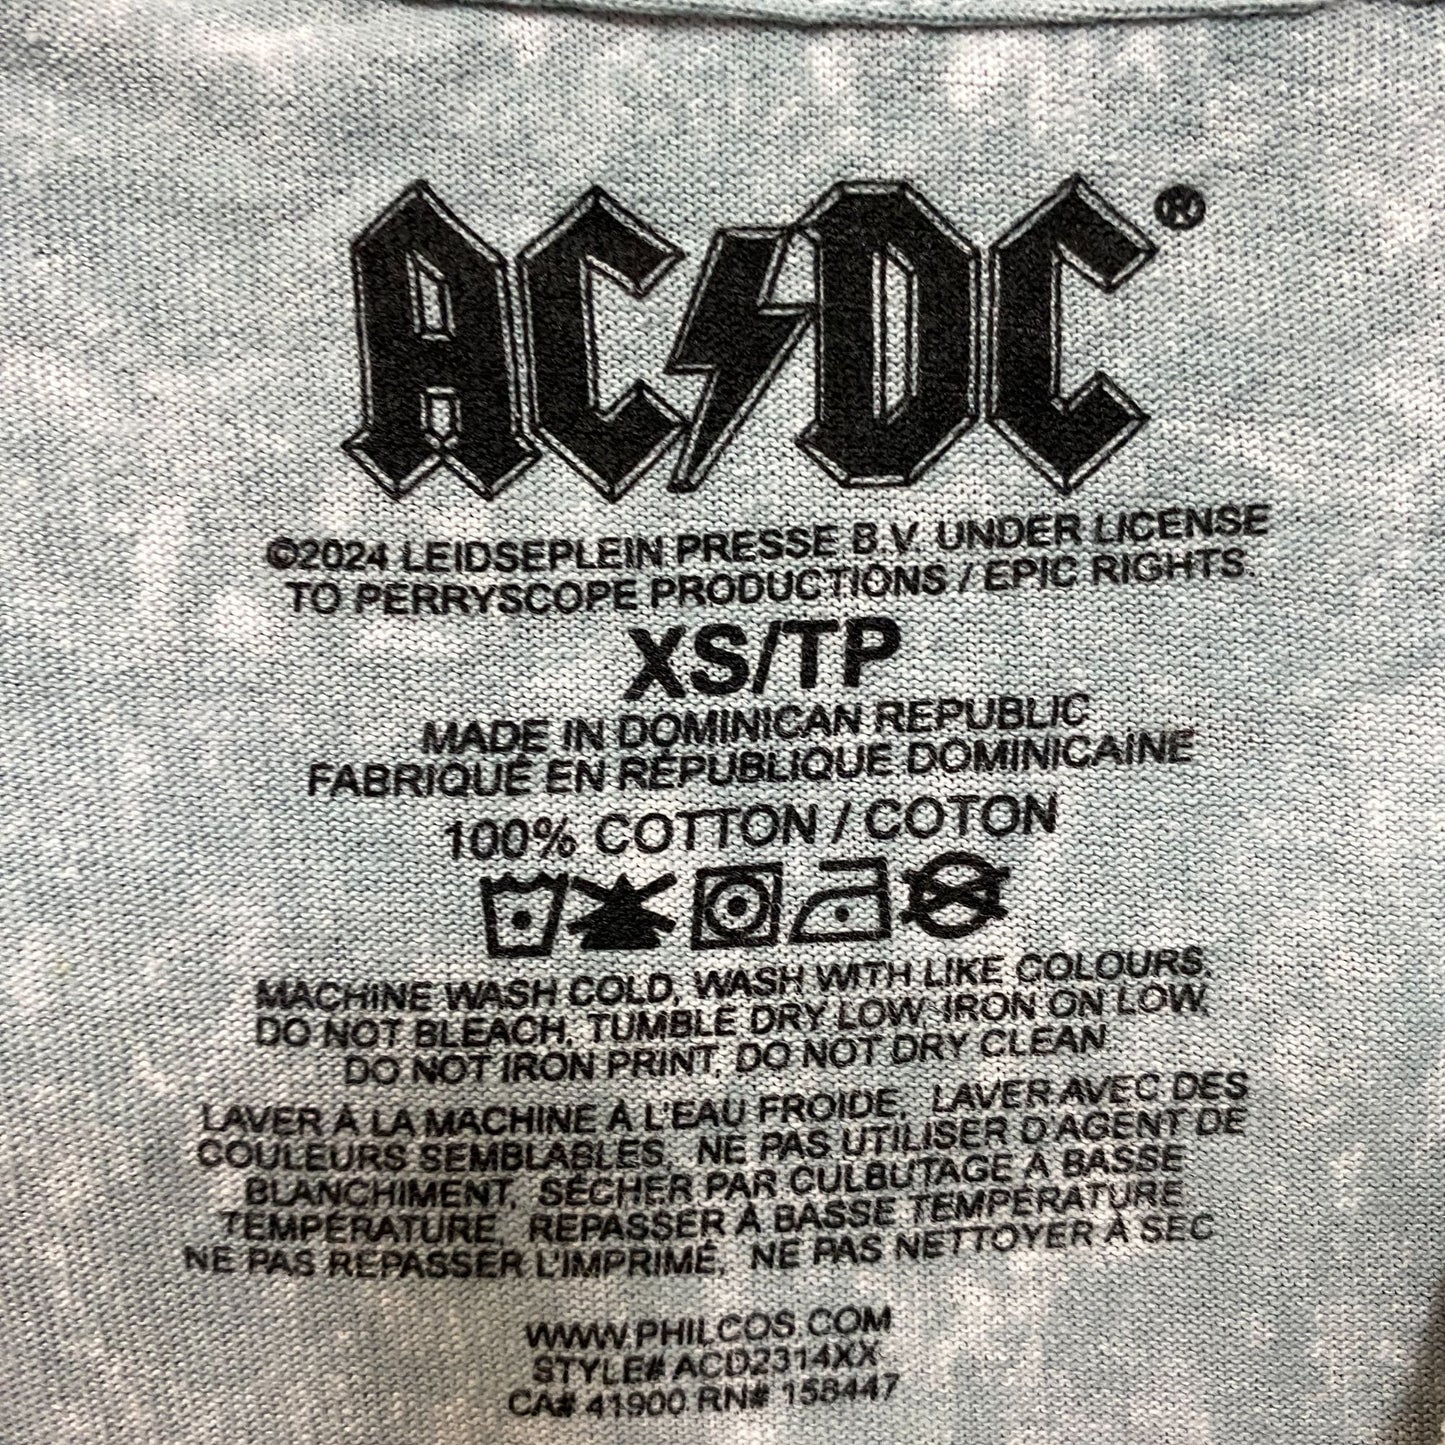 AC/DC®
©2024 LEIDSEPLEIN PRESSE B.V. UNDER LICENSE
TO PERRYSCOPE PRODUCTIONS / EPIC RIGHTS.
XS/TP
MADE IN DOMINICAN REPUBLIC
FABRIQUÉ EN RÉPUBLIQUE DOMINICAINE
100% COTTON / COTON
MACHINE WASH COLD, WASH WITH LIKE COLOURS,
DO NOT BLEACH, TUMBLE DRY LOW, IRON ON LOW,
DO NOT IRON PRINT, DO NOT DRY CLEAN
LAVER À LA MACHINE À L'EAU FROIDE, LAVER AVEC DES
COULEURS SEMBLABLES, NE PAS UTILISER D'AGENT DE
BLANCHIMENT, SÉCHER PAR CULBUTAGE À BASSE
TEMPÉRATURE, REPASSER À BASSE TEMPÉRATURE
NE PAS REPASSER L'IMPRIMÉ, NE PAS NETTOYER À SEC
WWW.PHILCOS.COM
STYLE# ACD2314XX
CA# 41900 RN# 158447